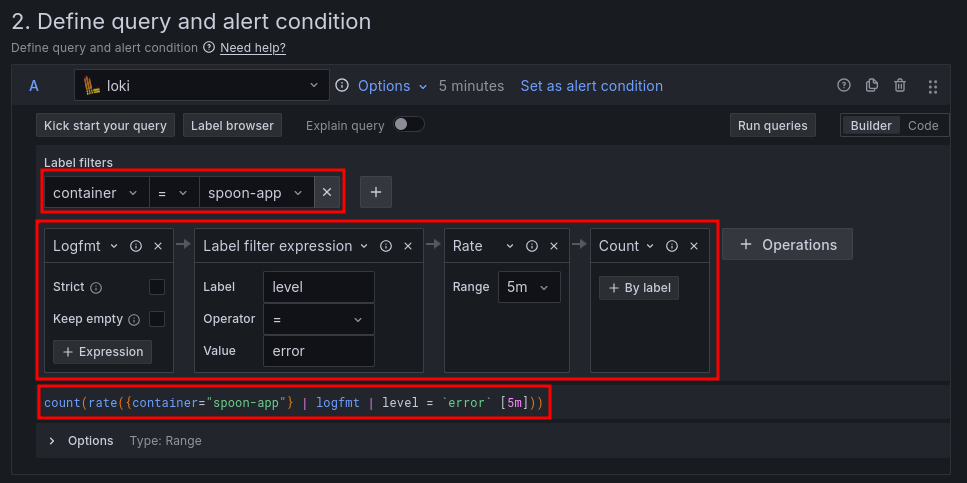 2. Define query and alert condition
Define query and alert condition Need help?
A loki Options 5 minutes Set as alert condition
Kick start your query Label browser Explain query Run queries Builder Code
Label filters
container = spoon-app
Logfmt Label filter expression Rate Count Operations
Strict Label level Range 5m By label
Keep empty Operator =
Expression Value error
count(rate({container="spoon-app"} | logfmt | level = `error` [5m]))
Options Type: Range